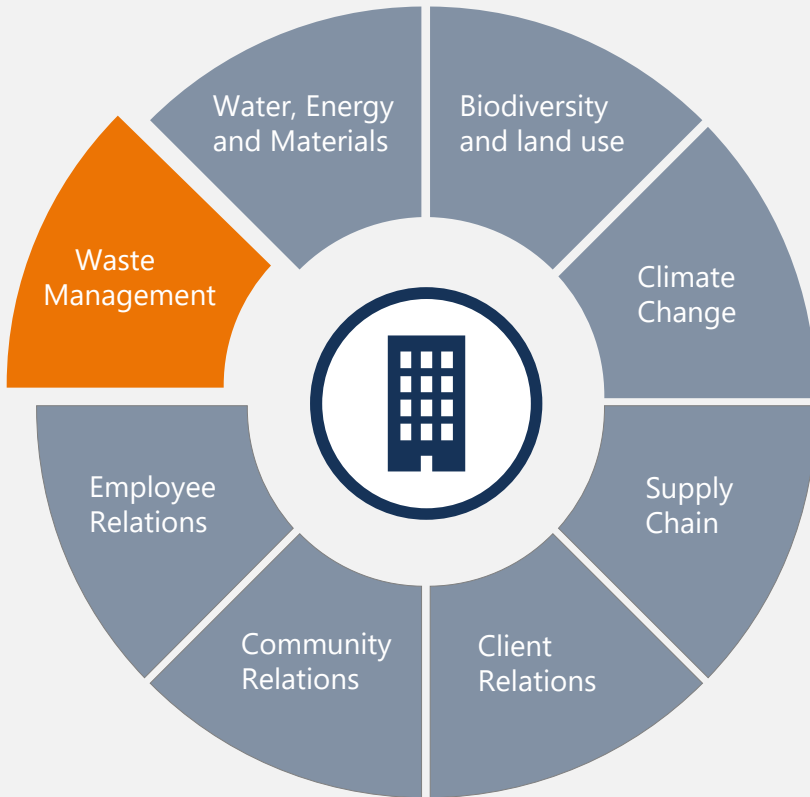 Water, Energy
and Materials
Biodiversity
and land use
Climate
Change
Supply
Chain
Client
Relations
Community
Relations
Employee
Relations
Waste
Management